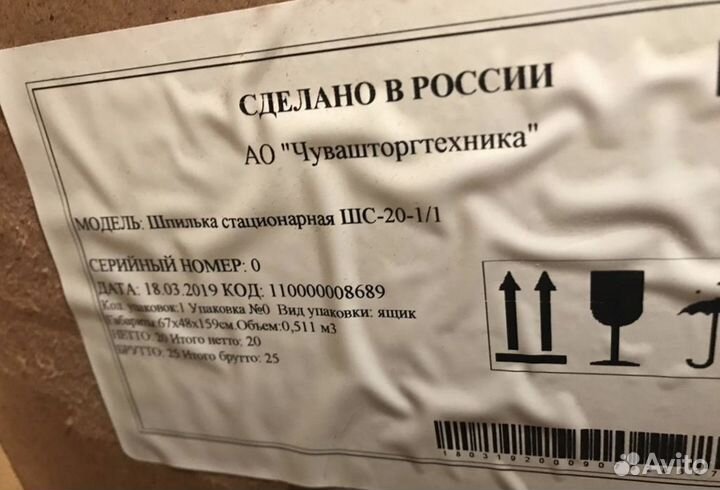 СДЕЛАНО В РОССИИ
АО "Чувашторгтехника"
МОДЕЛЬ: Шпилька стационарная ШС-20-1/1
СЕРИЙНЫЙ НОМЕР: 0
ДАТА: 18.03.2019 КОД: 110000008689
Кол. упаковок:1 Упаковка №0 Вид упаковки: ящик
Габариты:67х48х159см.Объем:0,511 м3
НЕТТО: 20 Итого нетто: 20
БРУТТО: 25 Итого брутто: 25
180319200090
Avito